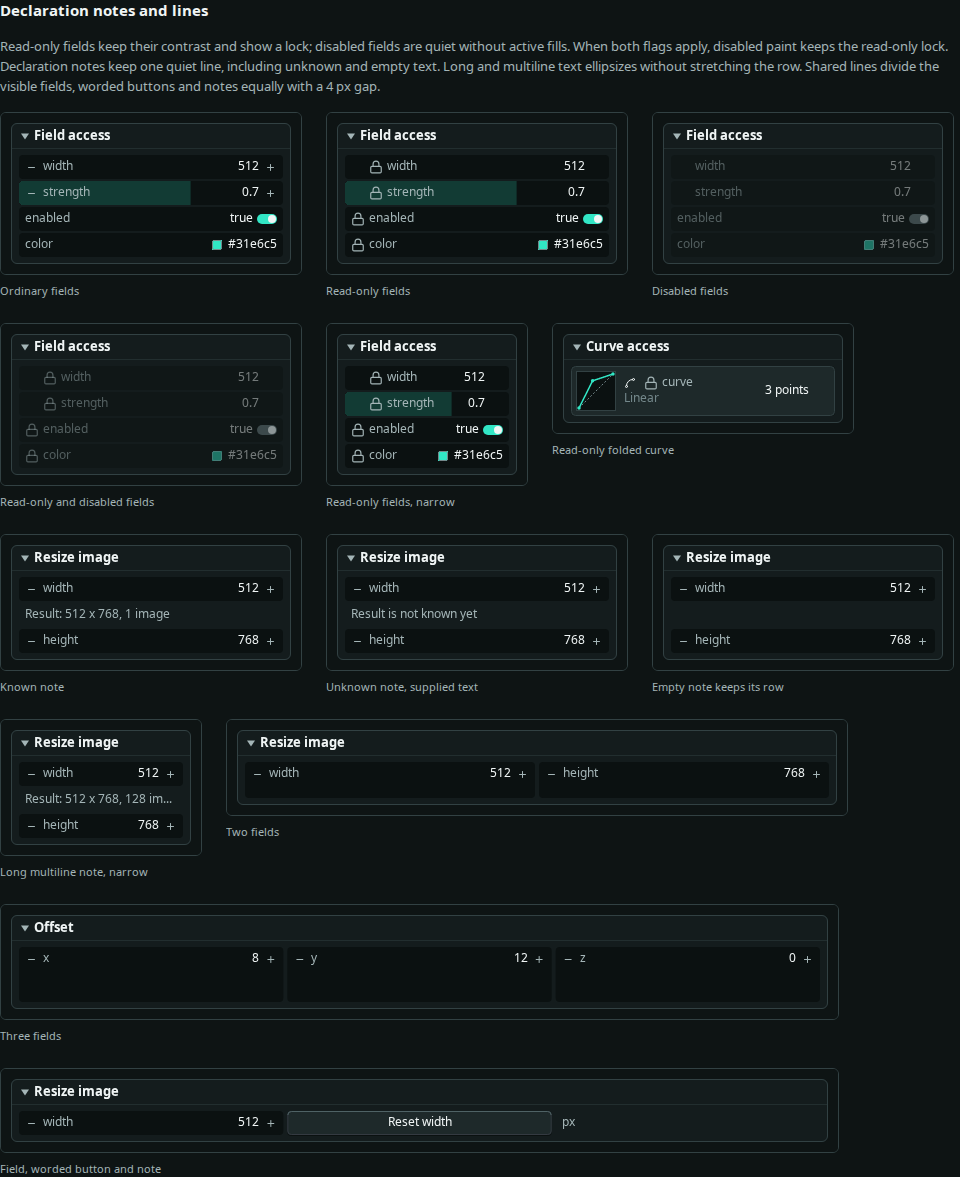 Declaration notes and lines
Read-only fields keep their contrast and show a lock; disabled fields are quiet without active fills. When both flags apply, disabled paint keeps the read-only lock.
Declaration notes keep one quiet line, including unknown and empty text. Long and multiline text ellipsizes without stretching the row. Shared lines divide the
visible fields, worded buttons and notes equally with a 4 px gap.
Field access
– width 512 +
– strength 0.7 +
enabled true
color #31e6c5
Ordinary fields
Field access
width 512
strength 0.7
enabled true
color #31e6c5
Read-only fields
Field access
width 512
strength 0.7
enabled true
color #31e6c5
Disabled fields
Field access
width 512
strength 0.7
enabled true
color #31e6c5
Read-only and disabled fields
Field access
width 512
strength 0.7
enabled true
color #31e6c5
Read-only fields, narrow
Curve access
curve
Linear
3 points
Read-only folded curve
Resize image
– width 512 +
Result: 512 x 768, 1 image
– height 768 +
Known note
Resize image
– width 512 +
Result is not known yet
– height 768 +
Unknown note, supplied text
Resize image
– width 512 +
– height 768 +
Empty note keeps its row
Resize image
– width 512 +
Result: 512 x 768, 128 im...
– height 768 +
Long multiline note, narrow
Resize image
– width 512 + – height 768 +
Two fields
Offset
– x 8 + – y 12 + – z 0 +
Three fields
Resize image
– width 512 + Reset width px
Field, worded button and note